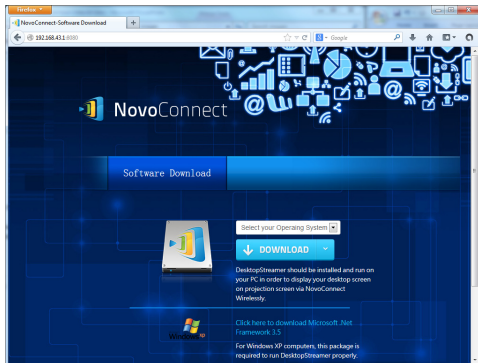 Firefox
NovoConnect-Software Download
192.168.43.1:8080
Google
NovoConnect
Software Download
Select your Operaing System
DOWNLOAD
DesktopStreamer should be installed and run on
your PC in order to display your desktop screen
on projection screen via NovoConnect
Wirelessly.
Windows xp
Click here to download Microsoft .Net
Framework 3.5
For Windows XP computers, this package is
required to run DesktopStreamer properly.